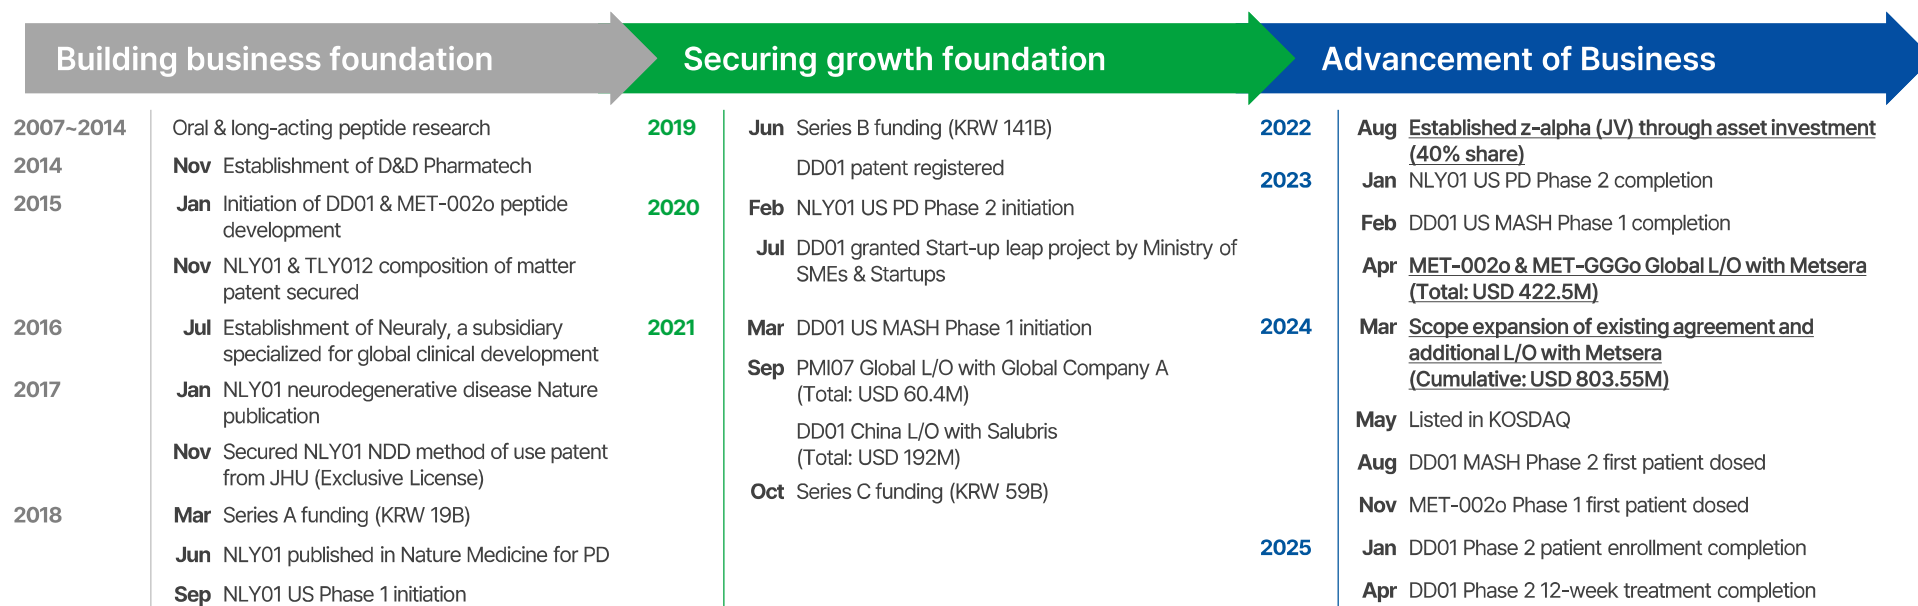 Building business foundation
2007~2014 Oral & long-acting peptide research
2014 Nov Establishment of D&D Pharmatech
2015 Jan Initiation of DD01 & MET-002o peptide
development
Nov NLY01 & TLY012 composition of matter
patent secured
2016 Jul Establishment of Neuraly, a subsidiary
specialized for global clinical development
2017 Jan NLY01 neurodegenerative disease Nature
publication
Nov Secured NLY01 NDD method of use patent
from JHU (Exclusive License)
2018 Mar Series A funding (KRW 19B)
Jun NLY01 published in Nature Medicine for PD
Sep NLY01 US Phase 1 initiation
Securing growth foundation
2019 Jun Series B funding (KRW 141B)
DD01 patent registered
2020 Feb NLY01 US PD Phase 2 initiation
Jul DD01 granted Start-up leap project by Ministry of
SMEs & Startups
2021 Mar DD01 US MASH Phase 1 initiation
Sep PMI07 Global L/O with Global Company A
(Total: USD 60.4M)
DD01 China L/O with Salubris
(Total: USD 192M)
Oct Series C funding (KRW 59B)
Advancement of Business
2022 Aug Established z-alpha (JV) through asset investment
(40% share)
2023 Jan NLY01 US PD Phase 2 completion
Feb DD01 US MASH Phase 1 completion
Apr MET-002o & MET-GGGo Global L/O with Metsera
(Total: USD 422.5M)
2024 Mar Scope expansion of existing agreement and
additional L/O with Metsera
(Cumulative: USD 803.55M)
May Listed in KOSDAQ
Aug DD01 MASH Phase 2 first patient dosed
Nov MET-002o Phase 1 first patient dosed
2025 Jan DD01 Phase 2 patient enrollment completion
Apr DD01 Phase 2 12-week treatment completion